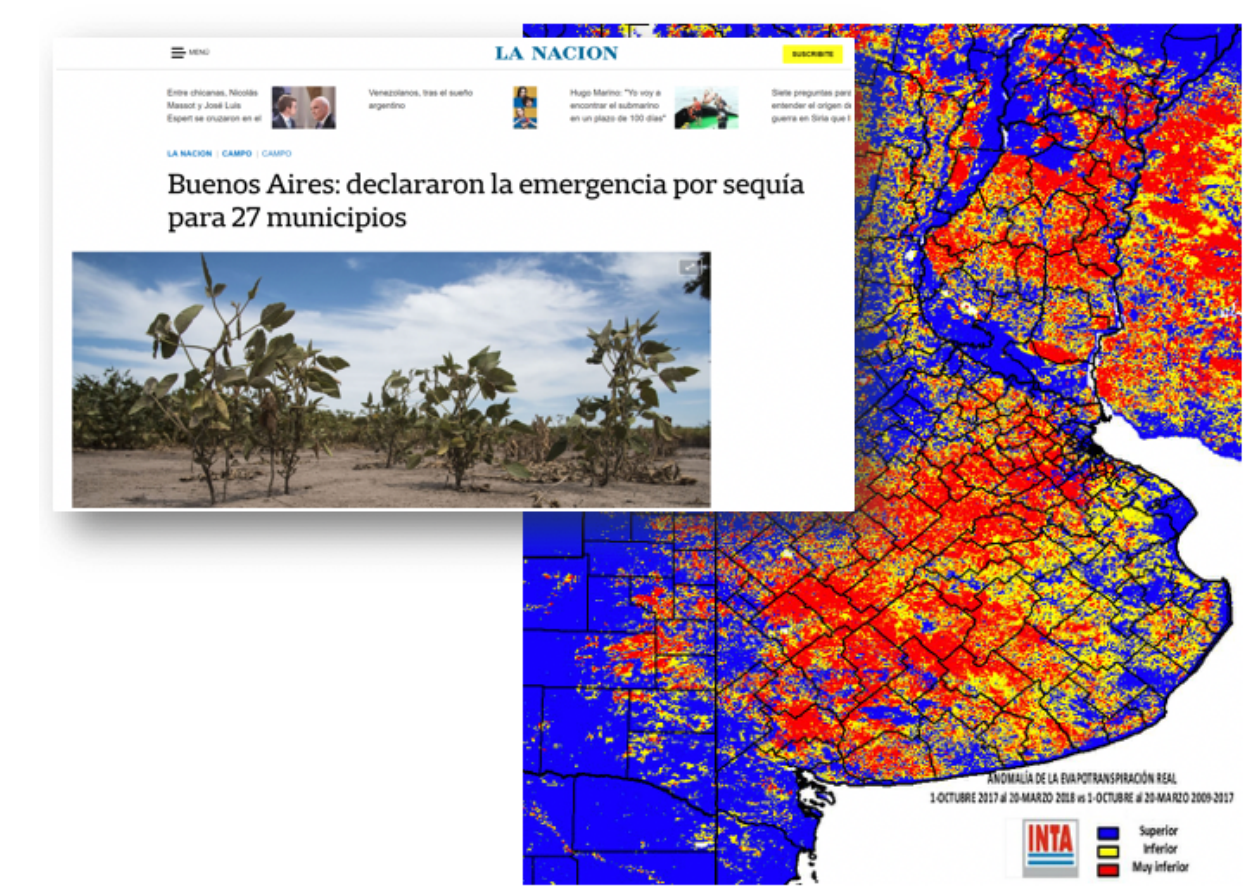 MENÚ
LA NACION
SUSCRIBITE
Entre chicanas, Nicolás
Massot y José Luis
Espert se cruzaron en el
Venezolanos, tras el sueño
argentino
Hugo Marino: "Yo voy a
encontrar el submarino
en un plazo de 100 días"
Siete preguntas para
entender el origen de
guerra en Siria que
LA NACION | CAMPO | CAMPO
Buenos Aires: declararon la emergencia por sequía
para 27 municipios
ANOMALÍA DE LA EVAPOTRANSPIRACIÓN REAL
1-OCTUBRE 2017 al 20-MARZO 2018 vs 1-OCTUBRE al 20-MARZO 2009-2017
INTA
Superior
Inferior
Muy inferior